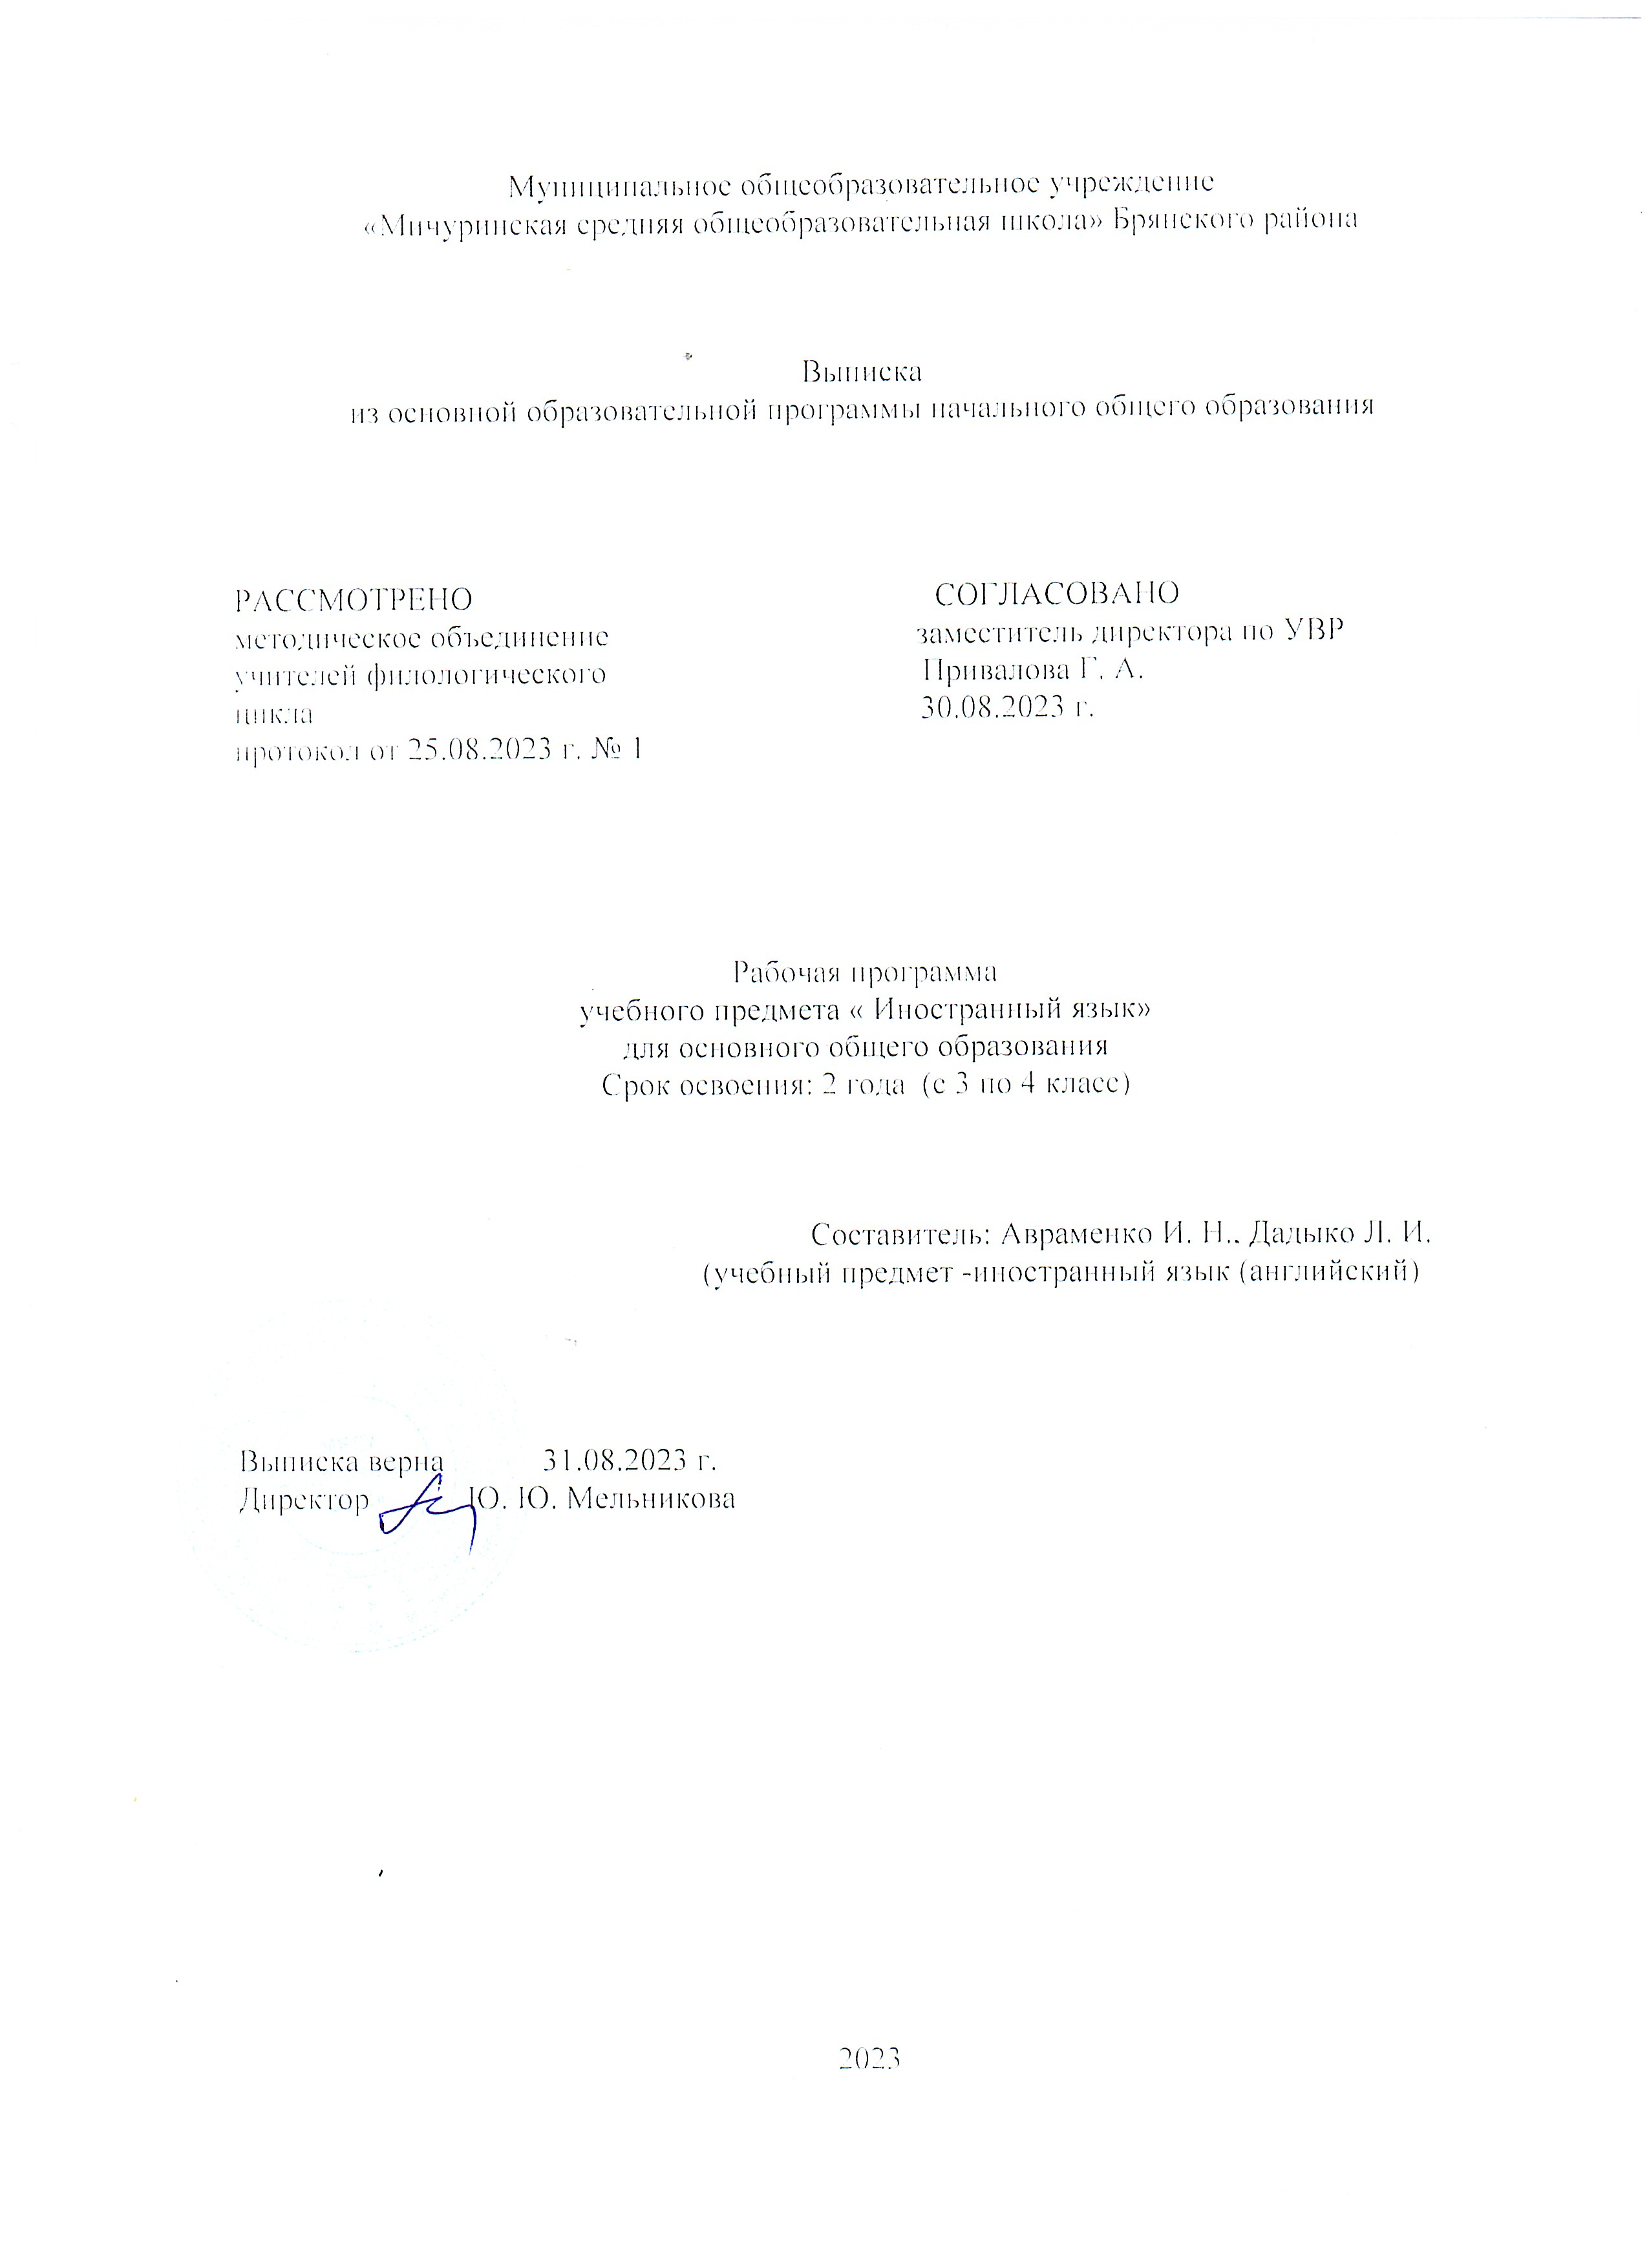 Муниципальное общеобразовательное учреждение
«Мичуринская средняя общеобразовательная школа» Брянского района
Выписка
из основной образовательной программы начального общего образования
РАССМОТРЕНО
методическое объединение
учителей филологического
цикла
протокол от 25.08.2023 г. № 1
СОГЛАСОВАНО
заместитель директора по УВР
Привалова Г. А.
30.08.2023 г.
Рабочая программа
учебного предмета « Иностранный язык»
для основного общего образования
Срок освоения: 2 года (с 3 по 4 класс)
Составитель: Авраменко И. Н., Дадыко Л. И.
(учебный предмет -иностранный язык (английский)
Выписка верна 31.08.2023 г.
Директор Ю. Ю. Мельникова
2023